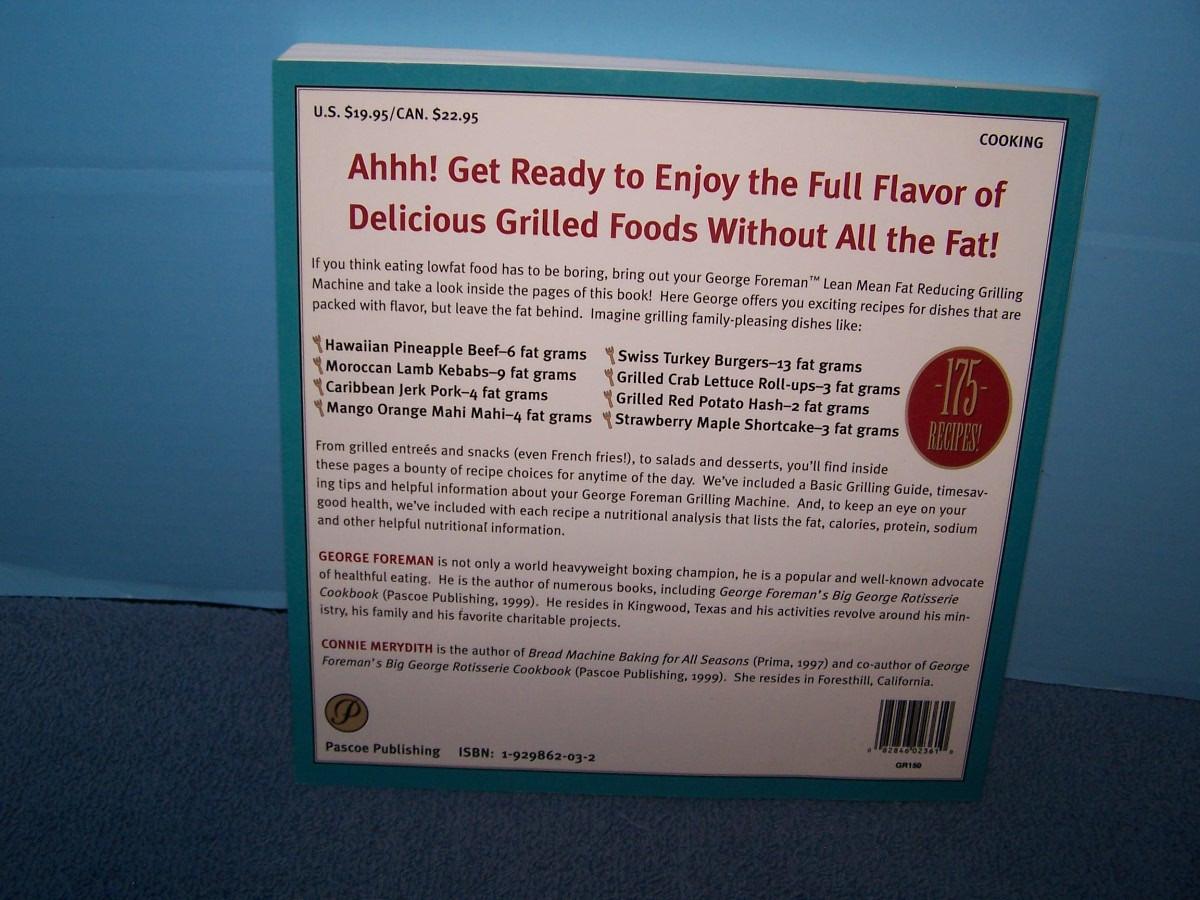 U.S. $19.95/CAN. $22.95
COOKING
Ahhh! Get Ready to Enjoy the Full Flavor of
Delicious Grilled Foods Without All the Fat!
If you think eating lowfat food has to be boring, bring out your George Foreman™ Lean Mean Fat Reducing Grilling
Machine and take a look inside the pages of this book! Here George offers you exciting recipes for dishes that are
packed with flavor, but leave the fat behind. Imagine grilling family-pleasing dishes like:
Hawaiian Pineapple Beef–6 fat grams
Moroccan Lamb Kebabs–9 fat grams
Caribbean Jerk Pork–4 fat grams
Mango Orange Mahi Mahi–4 fat grams
Swiss Turkey Burgers–13 fat grams
Grilled Crab Lettuce Roll-ups–3 fat grams
Grilled Red Potato Hash–2 fat grams
Strawberry Maple Shortcake–3 fat grams
-175-
RECIPES!
From grilled entreés and snacks (even French fries!), to salads and desserts, you'll find inside
these pages a bounty of recipe choices for anytime of the day. We've included a Basic Grilling Guide, timesav-
ing tips and helpful information about your George Foreman Grilling Machine. And, to keep an eye on your
good health, we've included with each recipe a nutritional analysis that lists the fat, calories, protein, sodium
and other helpful nutritional information.
GEORGE FOREMAN is not only a world heavyweight boxing champion, he is a popular and well-known advocate
of healthful eating. He is the author of numerous books, including George Foreman's Big George Rotisserie
Cookbook (Pascoe Publishing, 1999). He resides in Kingwood, Texas and his activities revolve around his min-
istry, his family and his favorite charitable projects.
CONNIE MERYDITH is the author of Bread Machine Baking for All Seasons (Prima, 1997) and co-author of George
Foreman's Big George Rotisserie Cookbook (Pascoe Publishing, 1999). She resides in Foresthill, California.
P
Pascoe Publishing ISBN: 1-929862-03-2
0 82846 02361 9
GR150